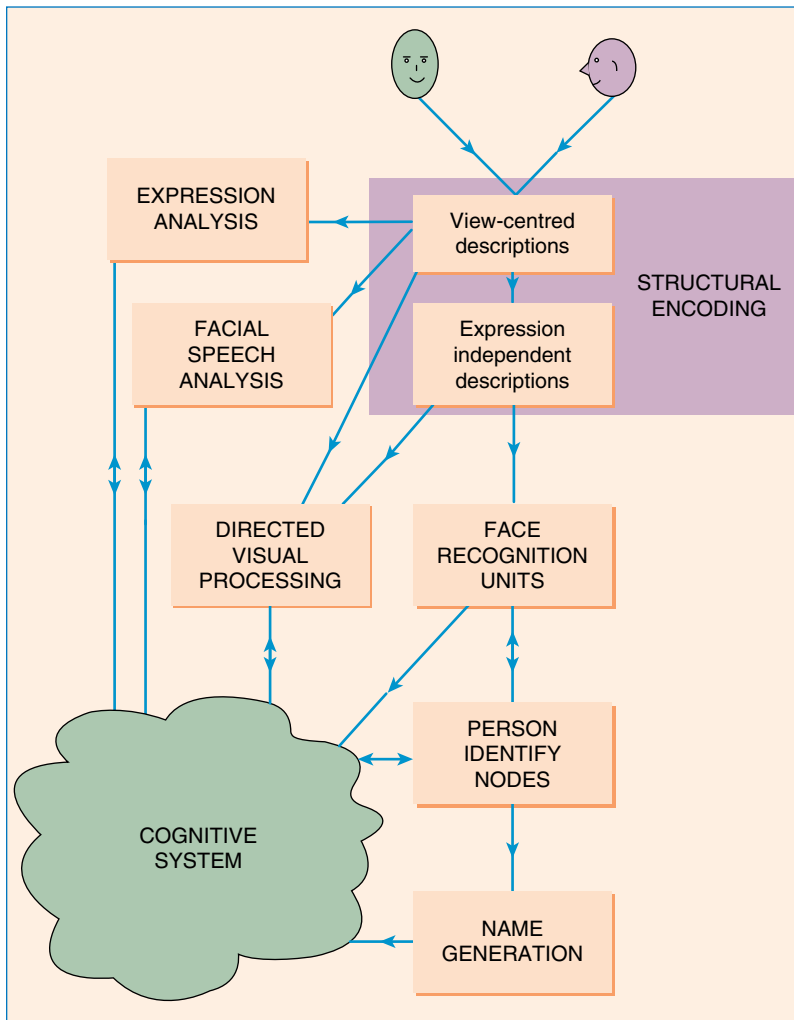 EXPRESSION
ANALYSIS
View-centred
descriptions
STRUCTURAL
ENCODING
FACIAL
SPEECH
ANALYSIS
Expression
independent
descriptions
DIRECTED
VISUAL
PROCESSING
FACE
RECOGNITION
UNITS
PERSON
IDENTIFY
NODES
COGNITIVE
SYSTEM
NAME
GENERATION